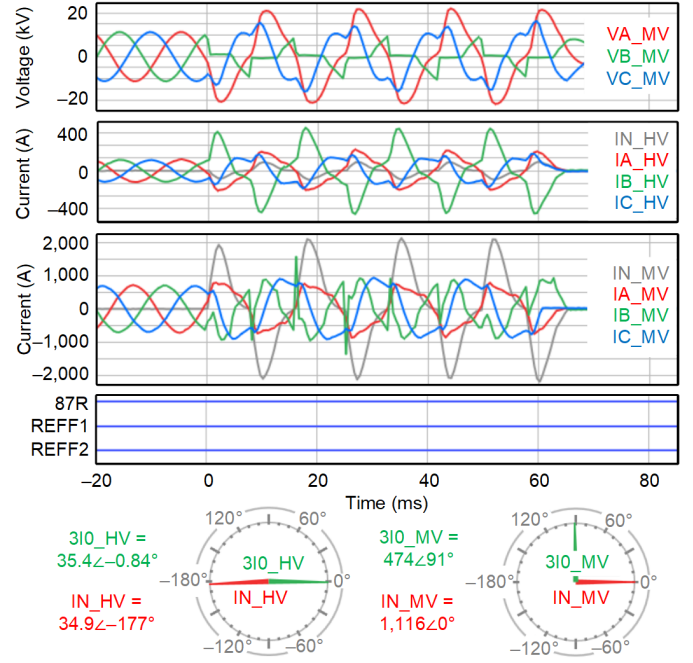 Voltage (kV)
20
0
–20
VA_MV
VB_MV
VC_MV
Current (A)
400
0
–400
IN_HV
IA_HV
IB_HV
IC_HV
Current (A)
2,000
1,000
0
–1,000
–2,000
IN_MV
IA_MV
IB_MV
IC_MV
87R
REFF1
REFF2
–20
0
20
40
60
80
Time (ms)
3I0_HV =
35.4∠–0.84°
IN_HV =
34.9∠–177°
120°
60°
–180°
0°
–120°
–60°
3I0_HV
IN_HV
3I0_MV =
474∠91°
IN_MV =
1,116∠0°
120°
60°
–180°
0°
–120°
–60°
3I0_MV
IN_MV